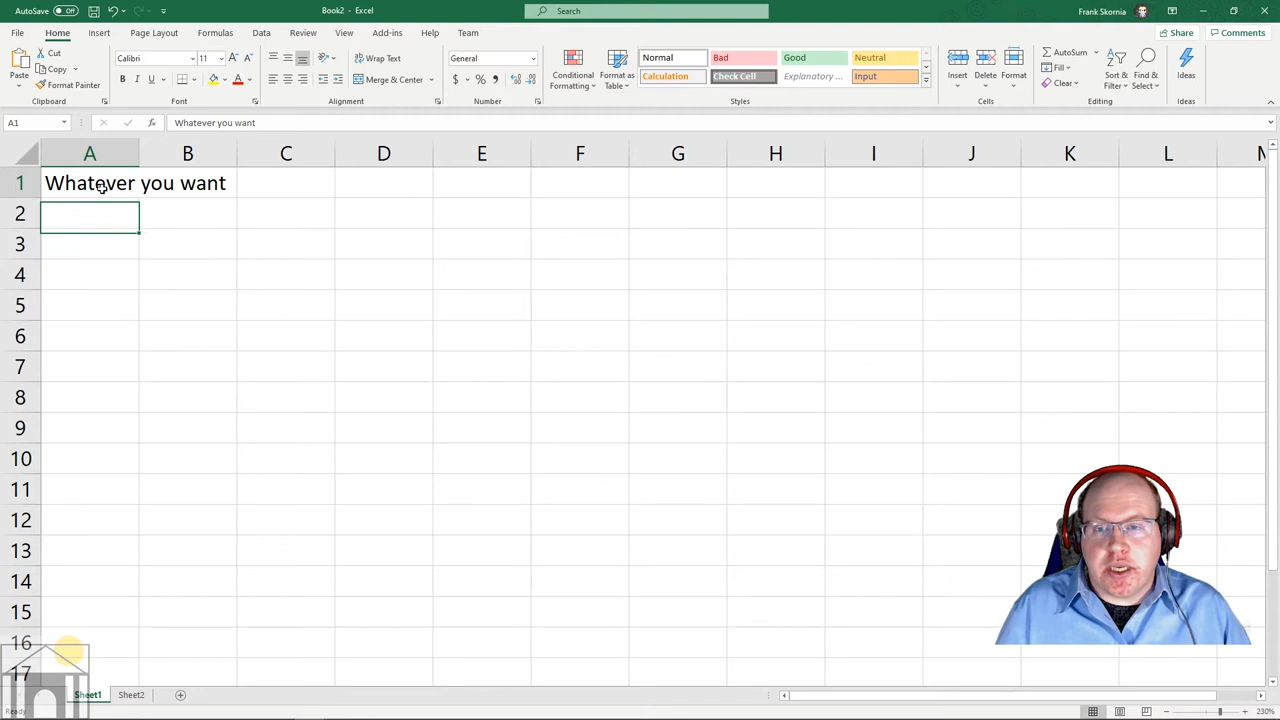 AutoSave Off Book2 - Excel Search Frank Skornia
File Home Insert Page Layout Formulas Data Review View Add-ins Help Team Share Comments
Paste Cut Copy Format Painter Clipboard
Calibri 11 A A B I U A Font
Wrap Text Merge & Center Alignment
General $ % , Number
Conditional Formatting Format as Table Normal Bad Good Neutral Calculation Check Cell Explanatory ... Input Styles
Insert Delete Format Cells
AutoSum Fill Clear Sort & Filter Find & Select Editing
Ideas Ideas
A1 fx Whatever you want
A B C D E F G H I J K L M
1 Whatever you want
2
3
4
5
6
7
8
9
10
11
12
13
14
15
16
17
Sheet1 Sheet2
Ready 230%